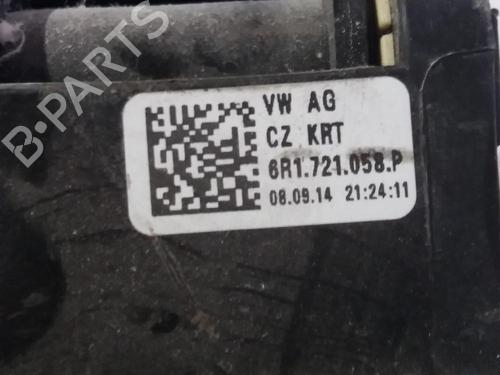 B-PARTS
VW AG
CZ KRT
6R1.721.058.P
08.09.14 21:24:11